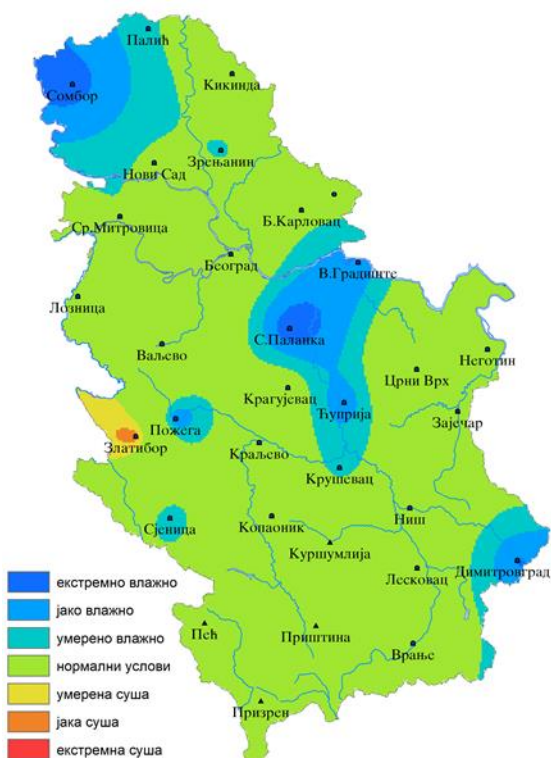 Палић
Сомбор
Кикинда
Зрењанин
Нови Сад
Ср.Митровица
Б.Карловац
Београд
В.Градиште
Лозница
С.Паланка
Ваљево
Неготин
Црни Врх
Крагујевац
Ћуприја
Пожега
Зајечар
Златибор
Краљево
Крушевац
Сјеница
Копаоник
Ниш
Куршумлија
Димитровград
Лесковац
Пећ
Приштина
Врање
Призрен
екстремно влажно
јако влажно
умерено влажно
нормални услови
умерена суша
јака суша
екстремна суша